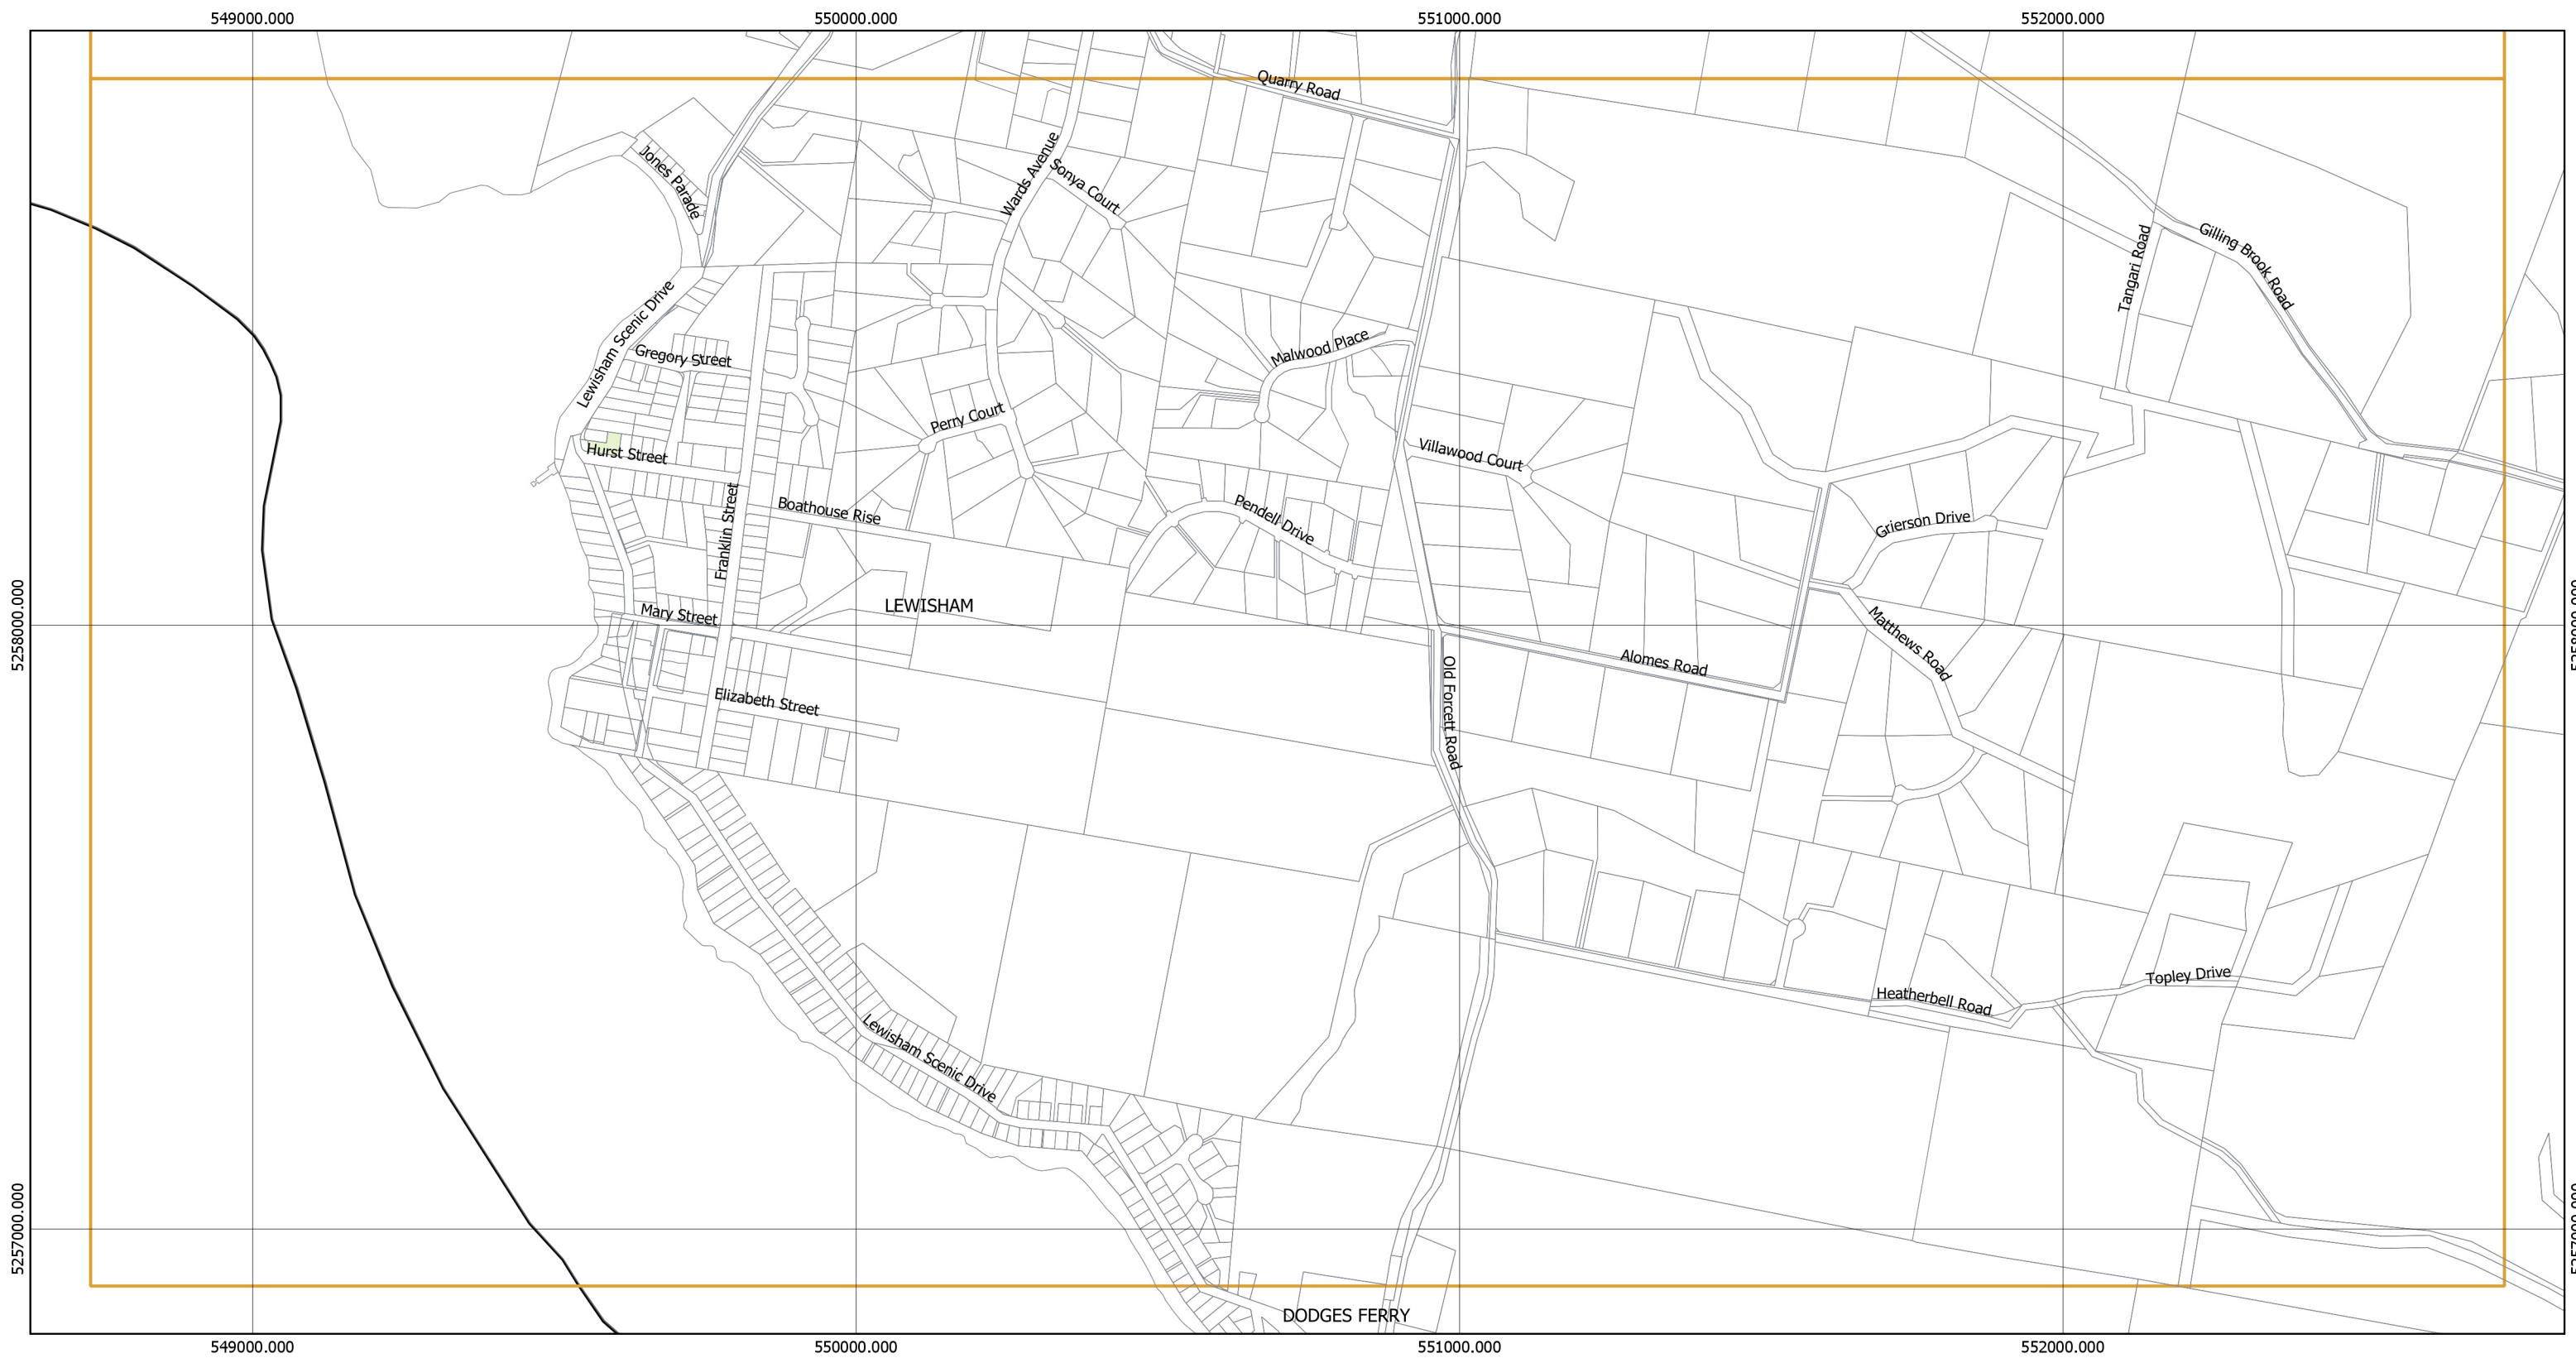 549000.000
550000.000
551000.000
552000.000
Quarry Road
Wards Avenue
Jones Parade
Sonya Court
Tangari Road
Gilling Brook Road
Lewisham Scenic Drive
Gregory Street
Malwood Place
Perry Court
Hurst Street
Villawood Court
Boathouse Rise
Franklin Street
Pendell Drive
Grierson Drive
LEWISHAM
Mary Street
5258000.000
Matthews Road
Alomes Road
Old Forcett Road
Elizabeth Street
Topley Drive
Heatherbell Road
Lewisham Scenic Drive
5257000.000
DODGES FERRY
549000.000
550000.000
551000.000
552000.000